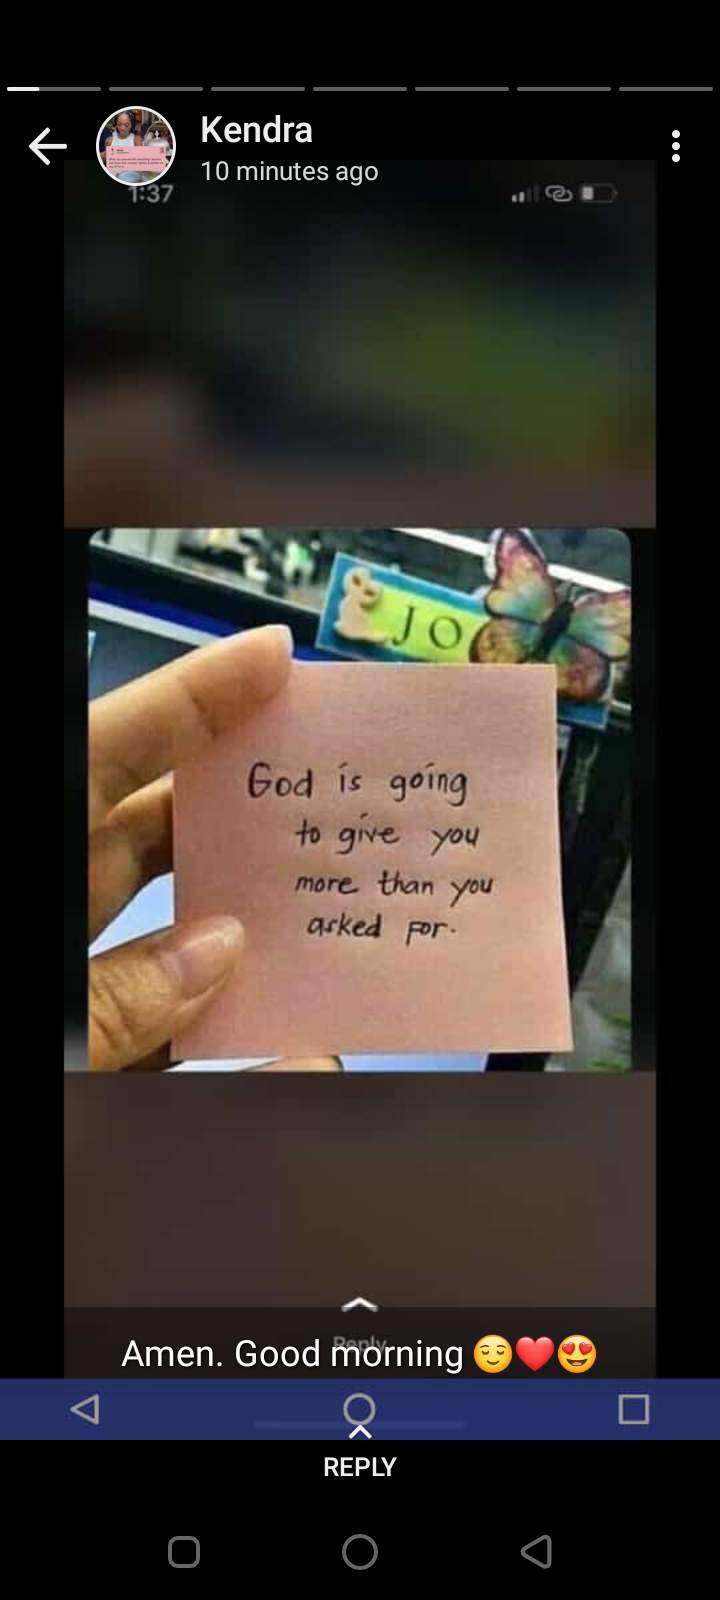 Kendra
10 minutes ago
1:37
JO
God is going
to give you
more than you
asked for.
Reply
Amen. Good morning 😌❤️😍
REPLY